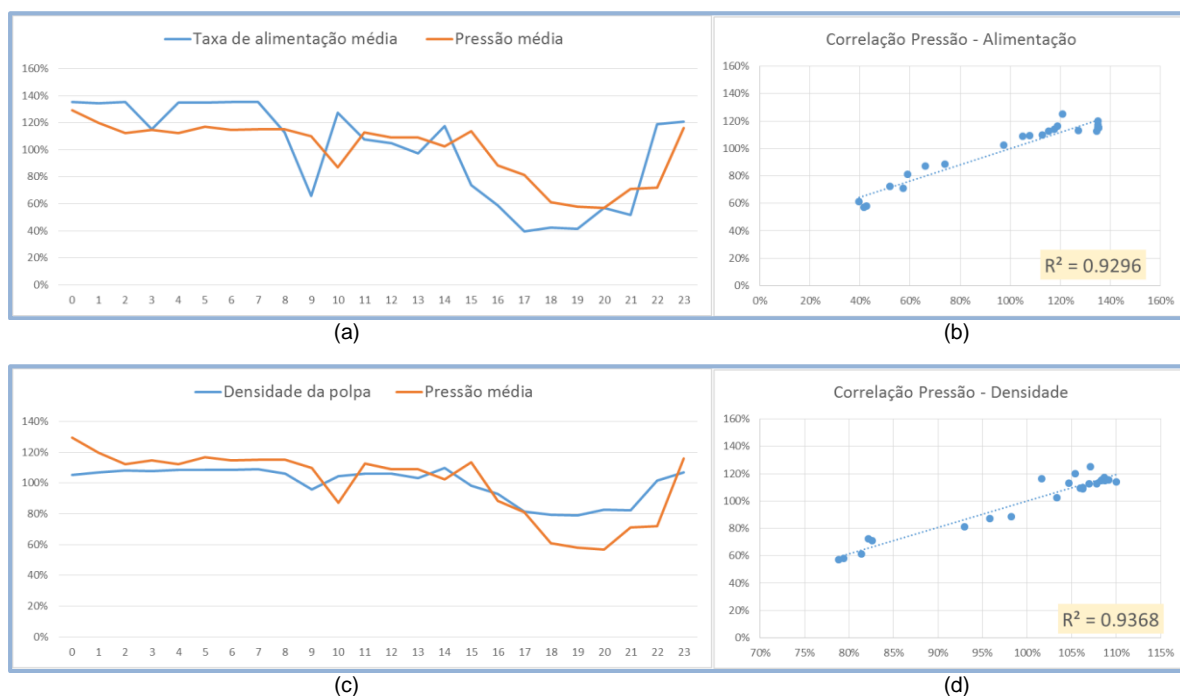 Taxa de alimentação média Pressão média
160%
140%
120%
100%
80%
60%
40%
20%
0%
0 1 2 3 4 5 6 7 8 9 10 11 12 13 14 15 16 17 18 19 20 21 22 23
(a)
Correlação Pressão - Alimentação
160%
140%
120%
100%
80%
60%
40%
20%
0%
R² = 0.9296
0% 20% 40% 60% 80% 100% 120% 140% 160%
(b)
Densidade da polpa Pressão média
140%
120%
100%
80%
60%
40%
20%
0%
0 1 2 3 4 5 6 7 8 9 10 11 12 13 14 15 16 17 18 19 20 21 22 23
(c)
Correlação Pressão - Densidade
160%
140%
120%
100%
80%
60%
40%
20%
0%
R² = 0.9368
70% 75% 80% 85% 90% 95% 100% 105% 110% 115%
(d)